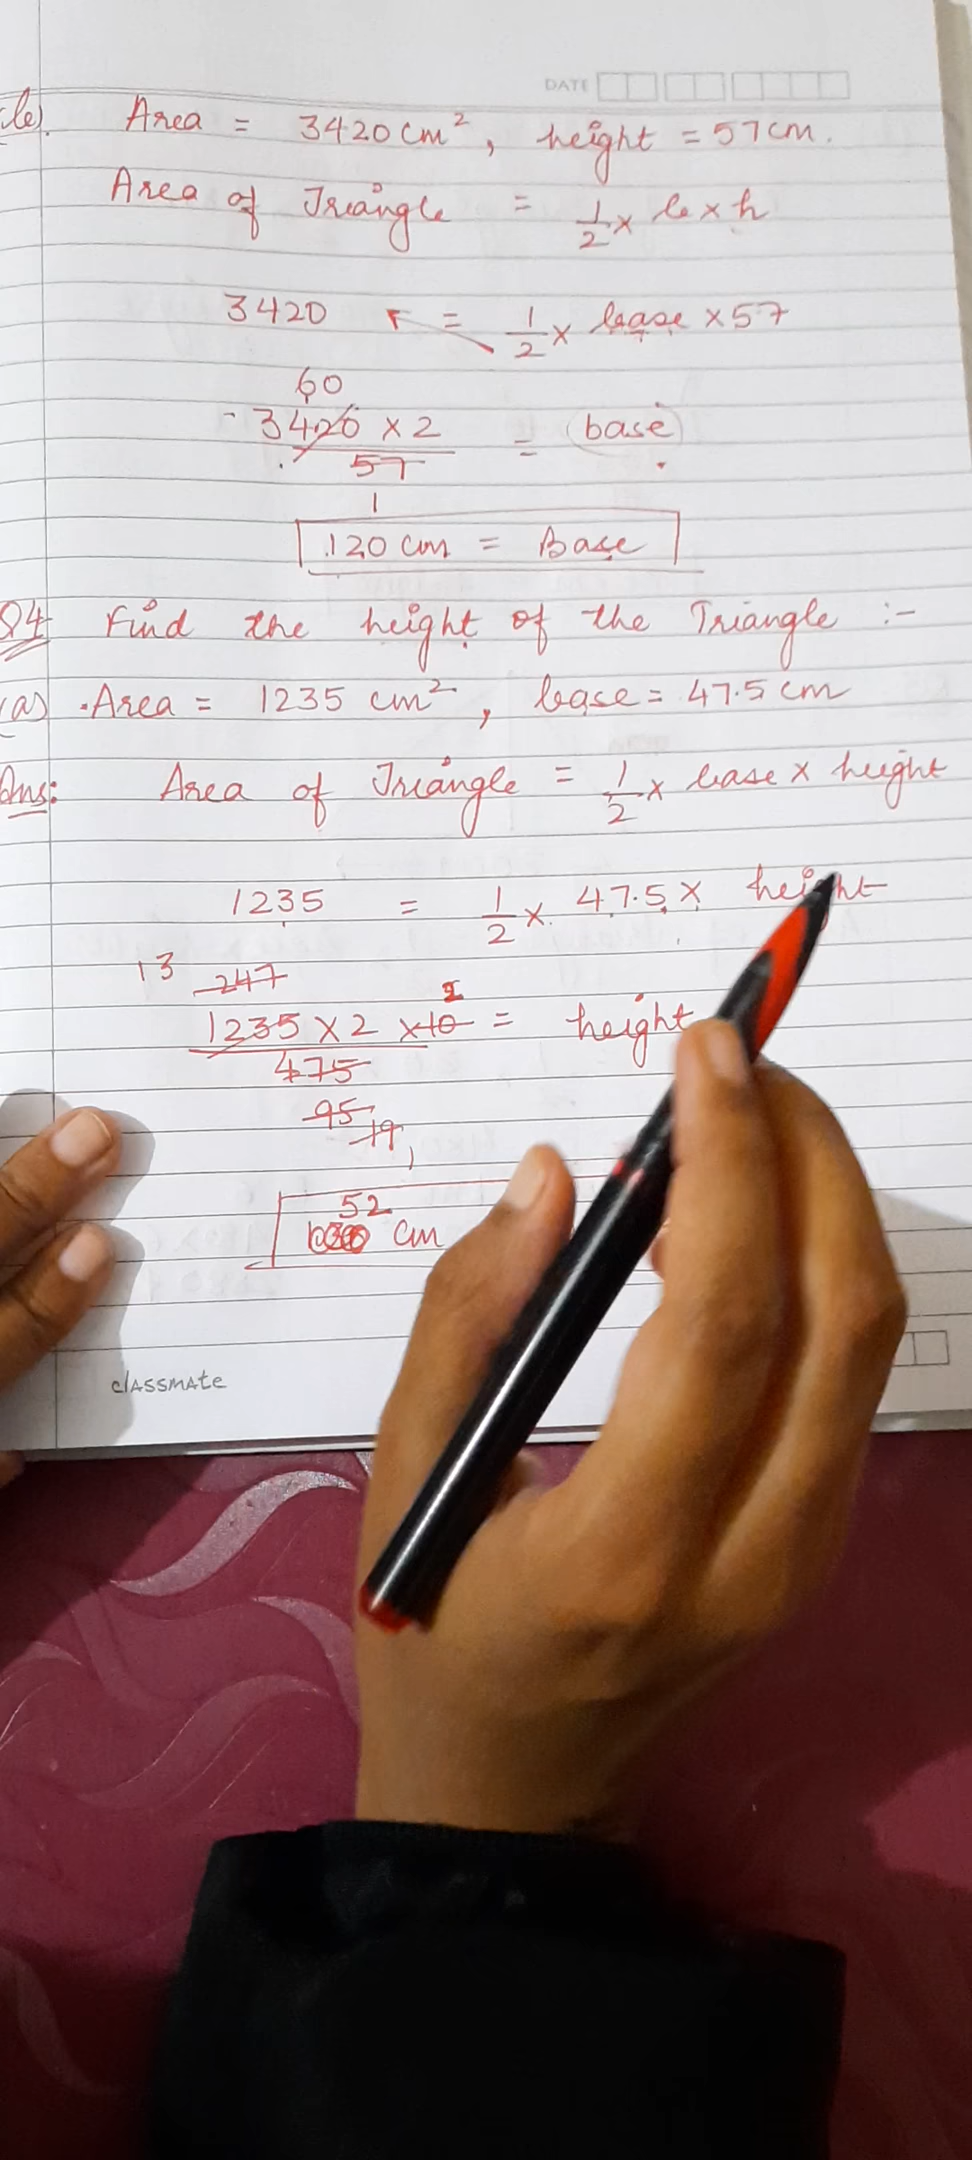 DATE
Area = 3420 cm², height = 57 cm.
Area of Triangle = 1/2 × b × h
3420 = 1/2 × base × 57
60
3420 × 2 / 57 = base
1
120 cm = Base
Q4 Find the height of the Triangle :-
(a) Area = 1235 cm², base = 47.5 cm
Ans: Area of Triangle = 1/2 × base × height
1235 = 1/2 × 47.5 × height
13 247
1235 × 2 × 10 / 475 = height
95
19
1
52
cm
classmate